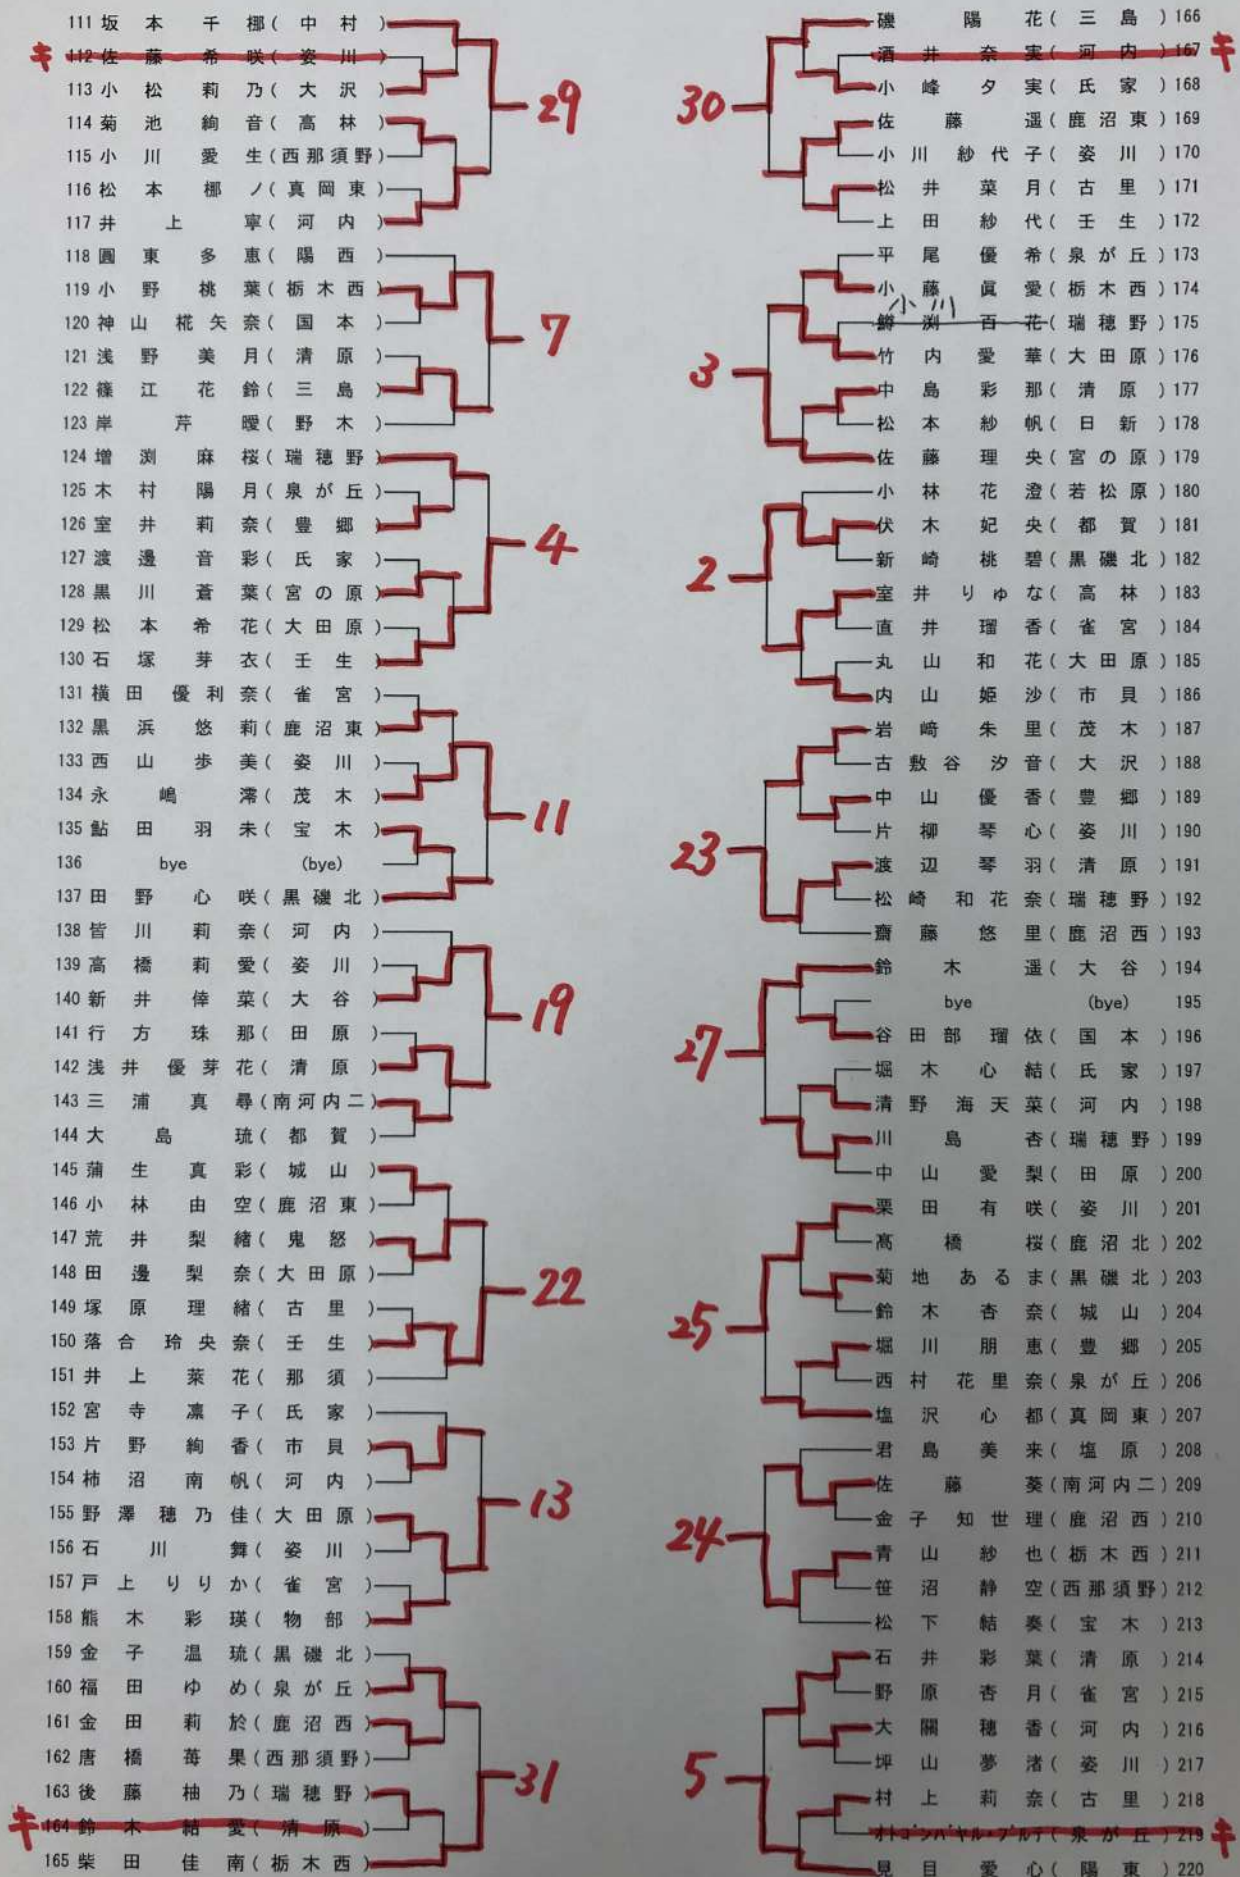 111 坂本千梛(中村)
キ 112 佐藤希咲(姿川)
113 小松莉乃(大沢)
29
114 菊池絢音(高林)
115 小川愛生(西那須野)
116 松本梛ノ(真岡東)
117 井上寧(河内)
118 圓東多恵(陽西)
119 小野桃葉(栃木西)
120 神山椛矢奈(国本)
7
121 浅野美月(清原)
122 篠江花鈴(三島)
123 岸芹曖(野木)
124 増渕麻桜(瑞穂野)
125 木村陽月(泉が丘)
126 室井莉奈(豊郷)
4
127 渡邊音彩(氏家)
128 黒川蒼葉(宮の原)
129 松本希花(大田原)
130 石塚芽衣(壬生)
131 横田優利奈(雀宮)
132 黒浜悠莉(鹿沼東)
133 西山歩美(姿川)
134 永嶋澪(茂木)
11
135 鮎田羽未(宝木)
136 bye (bye)
137 田野心咲(黒磯北)
138 皆川莉奈(河内)
139 高橋莉愛(姿川)
140 新井倖菜(大谷)
19
141 行方珠那(田原)
142 浅井優芽花(清原)
143 三浦真尋(南河内二)
144 大島琉(都賀)
145 蒲生真彩(城山)
146 小林由空(鹿沼東)
147 荒井梨緒(鬼怒)
148 田邊梨奈(大田原)
22
149 塚原理緒(古里)
150 落合玲央奈(壬生)
151 井上菜花(那須)
152 宮寺凛子(氏家)
153 片野絢香(市貝)
154 柿沼南帆(河内)
13
155 野澤穂乃佳(大田原)
156 石川舞(姿川)
157 戸上りりか(雀宮)
158 熊木彩瑛(物部)
159 金子温琉(黒磯北)
160 福田ゆめ(泉が丘)
161 金田莉於(鹿沼西)
162 唐橋苺果(西那須野)
31
163 後藤柚乃(瑞穂野)
キ 164 鈴木結愛(清原)
165 柴田佳南(栃木西)
磯陽花(三島)166
酒井奈実(河内)167 キ
小峰夕実(氏家)168
30
佐藤遥(鹿沼東)169
小川紗代子(姿川)170
松井菜月(古里)171
上田紗代(壬生)172
平尾優希(泉が丘)173
小藤眞愛(栃木西)174
小川
鱒渕百花(瑞穂野)175
竹内愛華(大田原)176
3
中島彩那(清原)177
松本紗帆(日新)178
佐藤理央(宮の原)179
小林花澄(若松原)180
伏木妃央(都賀)181
新崎桃碧(黒磯北)182
2
室井りゅな(高林)183
直井瑠香(雀宮)184
丸山和花(大田原)185
内山姫沙(市貝)186
岩﨑朱里(茂木)187
古敷谷汐音(大沢)188
中山優香(豊郷)189
片柳琴心(姿川)190
23
渡辺琴羽(清原)191
松崎和花奈(瑞穂野)192
齋藤悠里(鹿沼西)193
鈴木遥(大谷)194
bye (bye) 195
谷田部瑠依(国本)196
27
堀木心結(氏家)197
清野海天菜(河内)198
川島杏(瑞穂野)199
中山愛梨(田原)200
栗田有咲(姿川)201
髙橋桜(鹿沼北)202
菊地あるま(黒磯北)203
鈴木杏奈(城山)204
25
堀川朋恵(豊郷)205
西村花里奈(泉が丘)206
塩沢心都(真岡東)207
君島美来(塩原)208
佐藤葵(南河内二)209
金子知世理(鹿沼西)210
24
青山紗也(栃木西)211
笹沼静空(西那須野)212
松下結奏(宝木)213
石井彩葉(清原)214
野原杏月(雀宮)215
大關穂香(河内)216
坪山夢渚(姿川)217
5
村上莉奈(古里)218
オトゴンバヤル・ブルテ(泉が丘)219 キ
見目愛心(陽東)220